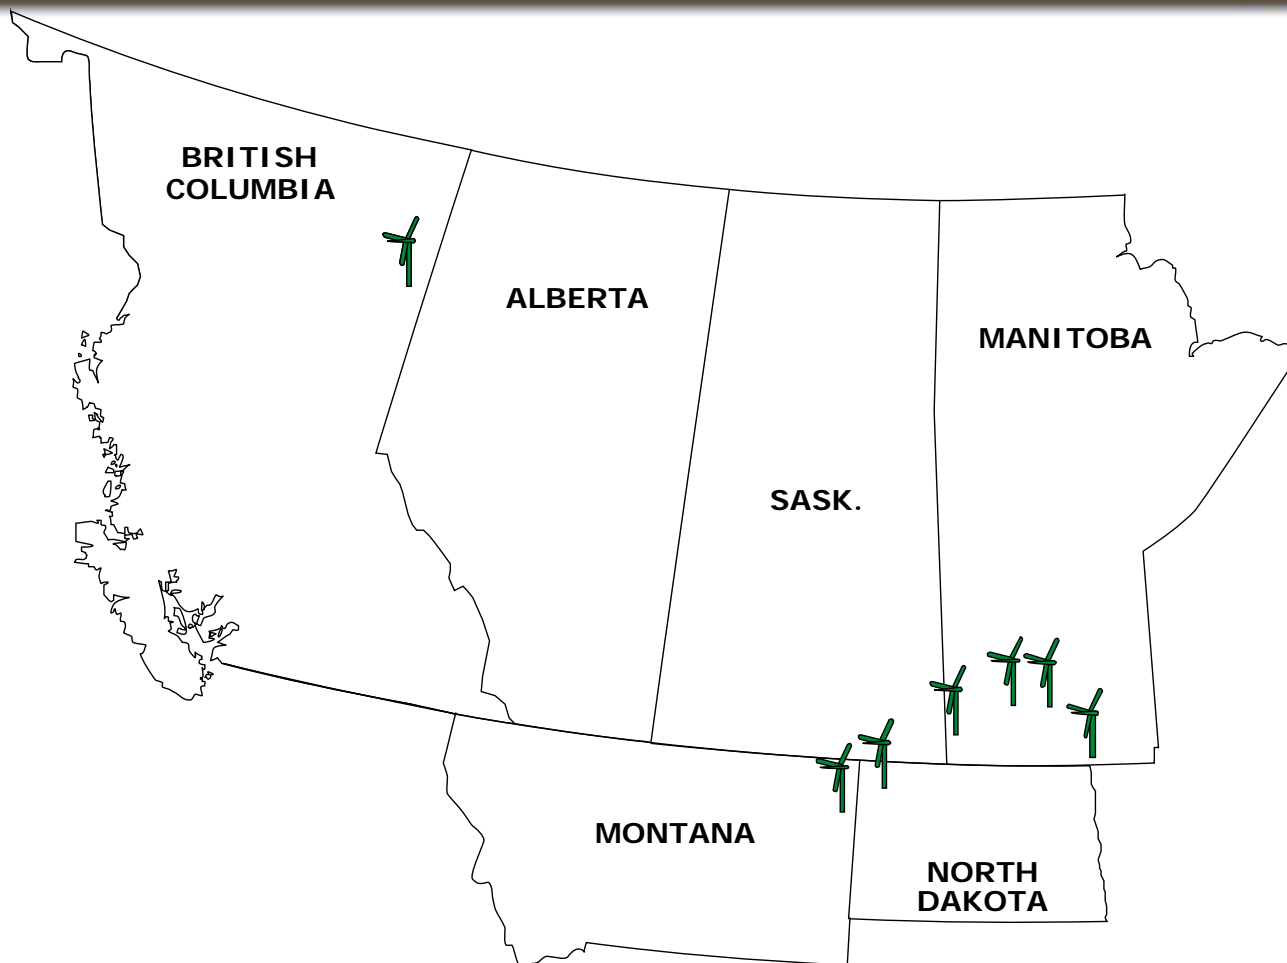 BRITISH
COLUMBIA
ALBERTA
MANITOBA
SASK.
MONTANA
NORTH
DAKOTA